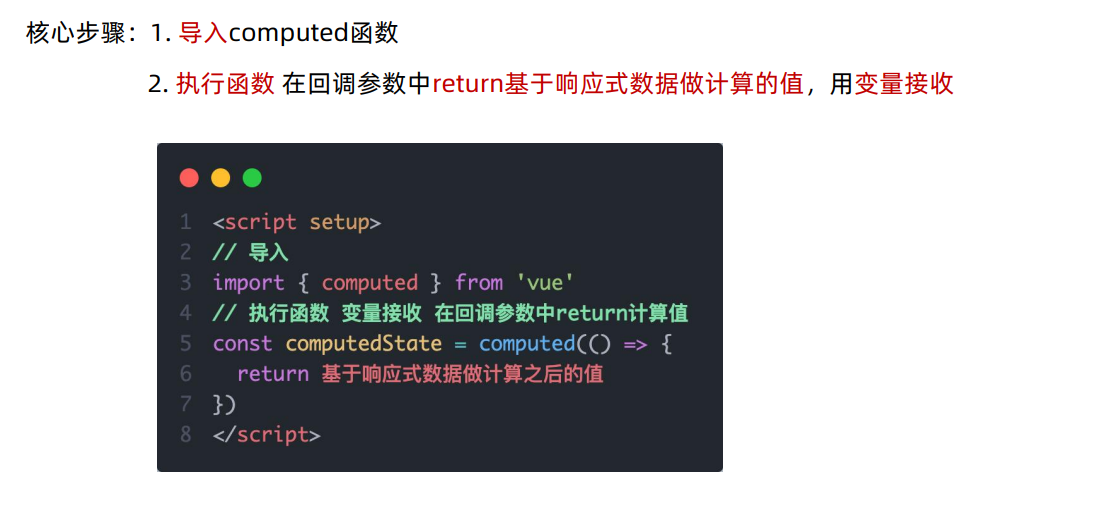 核心步骤：1. 导入computed函数
2. 执行函数 在回调参数中return基于响应式数据做计算的值，用变量接收
1 <script setup>
2 // 导入
3 import { computed } from 'vue'
4 // 执行函数 变量接收 在回调参数中return计算值
5 const computedState = computed(() => {
6   return 基于响应式数据做计算之后的值
7 })
8 </script>